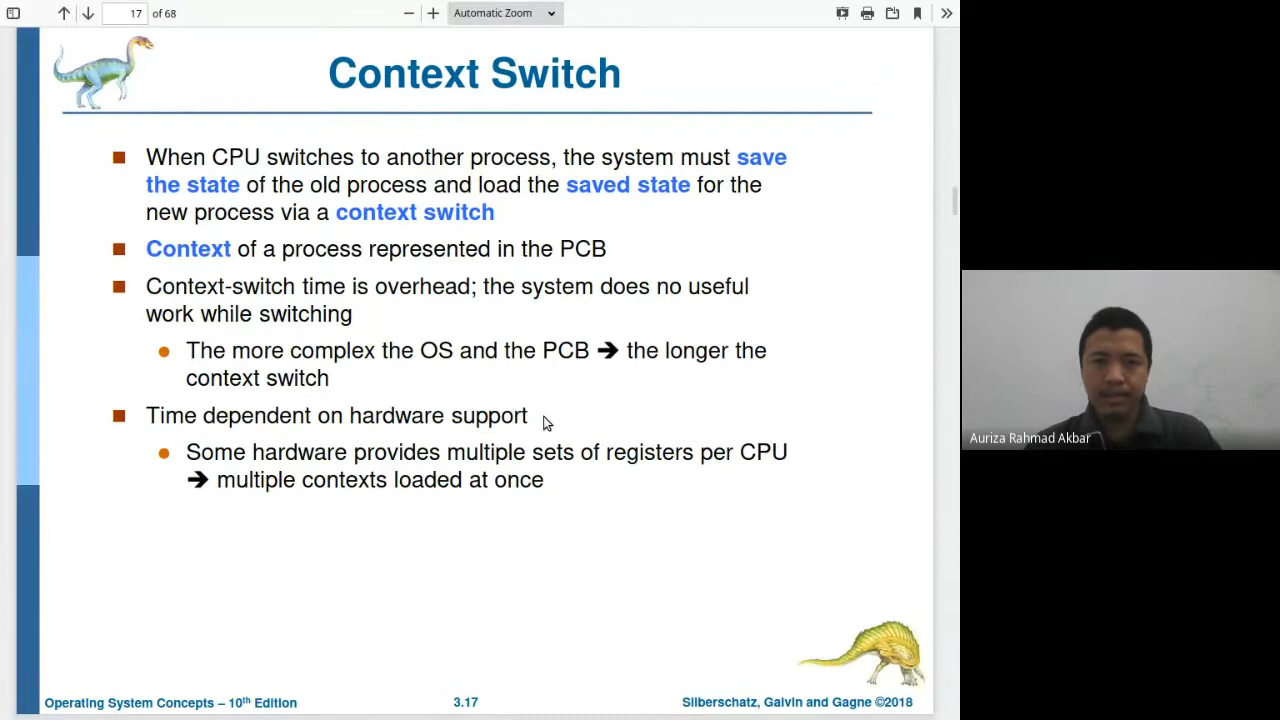 17 of 68
Automatic Zoom
Context Switch
When CPU switches to another process, the system must save
the state of the old process and load the saved state for the
new process via a context switch
Context of a process represented in the PCB
Context-switch time is overhead; the system does no useful
work while switching
The more complex the OS and the PCB ➔ the longer the
context switch
Time dependent on hardware support
Some hardware provides multiple sets of registers per CPU
➔ multiple contexts loaded at once
Operating System Concepts – 10th Edition
3.17
Silberschatz, Galvin and Gagne ©2018
Auriza Rahmad Akbar